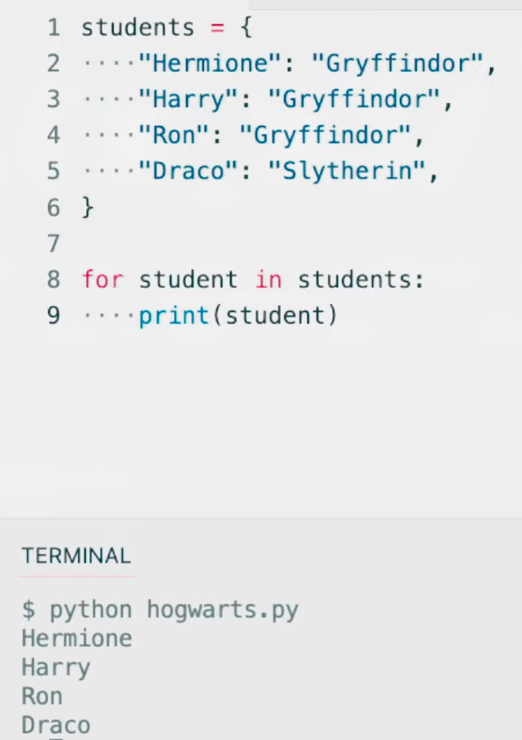 1 students = {
2 ····"Hermione": "Gryffindor",
3 ····"Harry": "Gryffindor",
4 ····"Ron": "Gryffindor",
5 ····"Draco": "Slytherin",
6 }
7
8 for student in students:
9 ····print(student)
TERMINAL
$ python hogwarts.py
Hermione
Harry
Ron
Draco